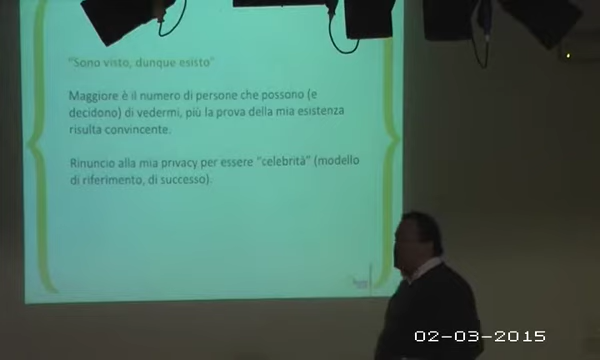 "Sono visto, dunque esisto"
Maggiore è il numero di persone che possono (e
decidono) di vedermi, più la prova della mia esistenza
risulta convincente.
Rinuncio alla mia privacy per essere "celebrità" (modello
di riferimento, di successo).
02-03-2015